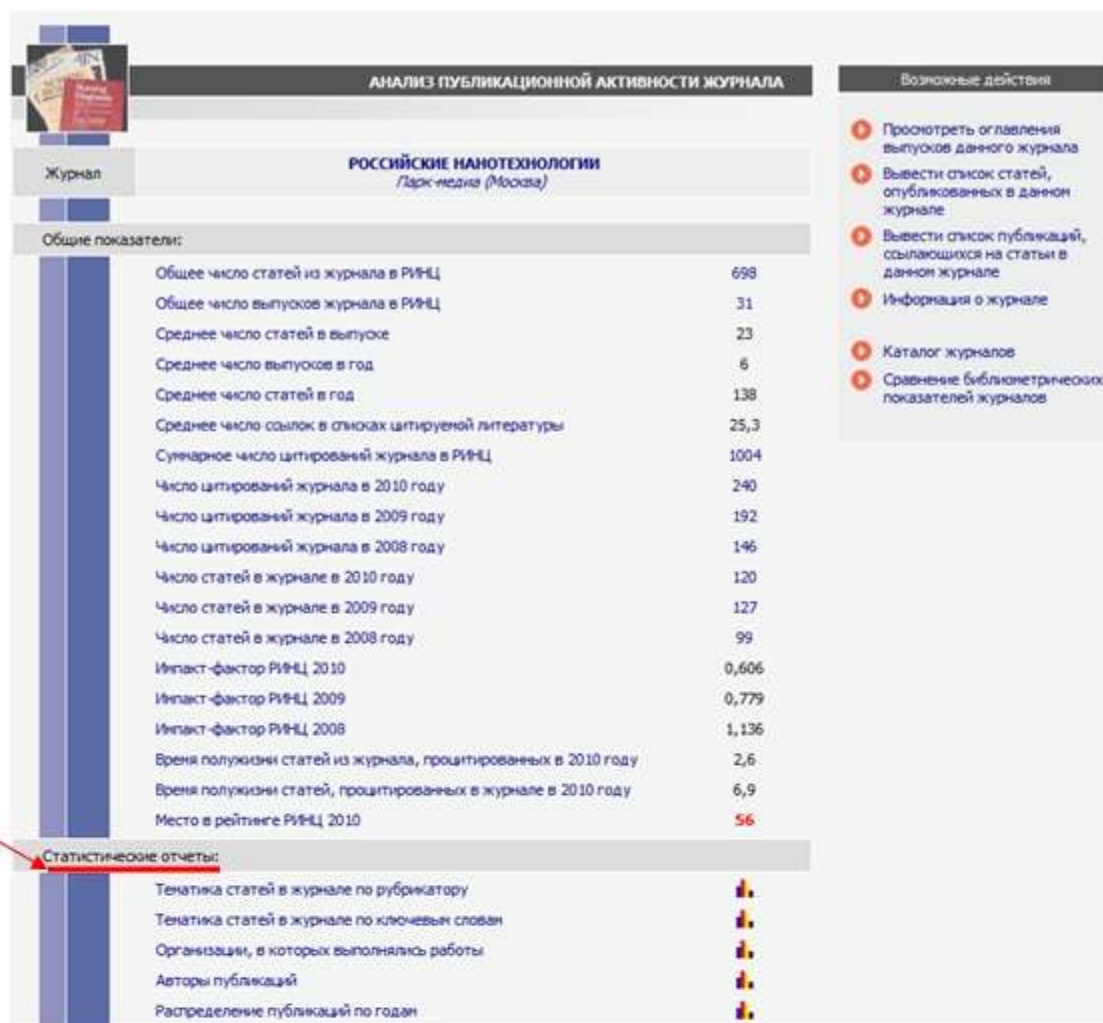 АНАЛИЗ ПУБЛИКАЦИОННОЙ АКТИВНОСТИ ЖУРНАЛА
Журнал
РОССИЙСКИЕ НАНОТЕХНОЛОГИИ
Парк-медиа (Москва)
Общие показатели:
Общее число статей из журнала в РИНЦ 698
Общее число выпусков журнала в РИНЦ 31
Среднее число статей в выпуске 23
Среднее число выпусков в год 6
Среднее число статей в год 138
Среднее число ссылок в списках цитируемой литературы 25,3
Суммарное число цитирований журнала в РИНЦ 1004
Число цитирований журнала в 2010 году 240
Число цитирований журнала в 2009 году 192
Число цитирований журнала в 2008 году 146
Число статей в журнале в 2010 году 120
Число статей в журнале в 2009 году 127
Число статей в журнале в 2008 году 99
Импакт-фактор РИНЦ 2010 0,606
Импакт-фактор РИНЦ 2009 0,779
Импакт-фактор РИНЦ 2008 1,136
Время полужизни статей из журнала, процитированных в 2010 году 2,6
Время полужизни статей, процитированных в журнале в 2010 году 6,9
Место в рейтинге РИНЦ 2010 56
Статистические отчеты:
Тематика статей в журнале по рубрикатору
Тематика статей в журнале по ключевым словам
Организации, в которых выполнялись работы
Авторы публикаций
Распределение публикаций по годам
Возможные действия
Просмотреть оглавления
выпусков данного журнала
Вывести список статей,
опубликованных в данном
журнале
Вывести список публикаций,
ссылающихся на статьи в
данном журнале
Информация о журнале
Каталог журналов
Сравнение библиометрических
показателей журналов